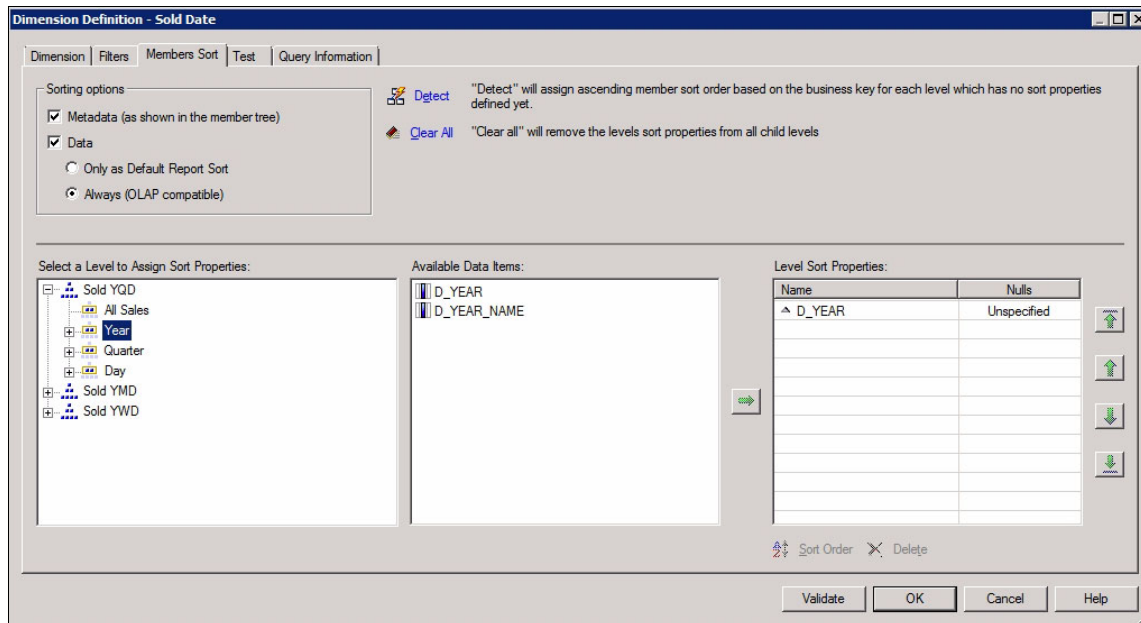 Dimension Definition - Sold Date
Dimension Filters Members Sort Test Query Information
Sorting options
Metadata (as shown in the member tree)
Data
Only as Default Report Sort
Always (OLAP compatible)
Detect "Detect" will assign ascending member sort order based on the business key for each level which has no sort properties
defined yet.
Clear All "Clear all" will remove the levels sort properties from all child levels
Select a Level to Assign Sort Properties:
Sold YQD
All Sales
Year
Quarter
Day
Sold YMD
Sold YWD
Available Data Items:
D_YEAR
D_YEAR_NAME
Level Sort Properties:
Name Nulls
D_YEAR Unspecified
Sort Order Delete
Validate OK Cancel Help